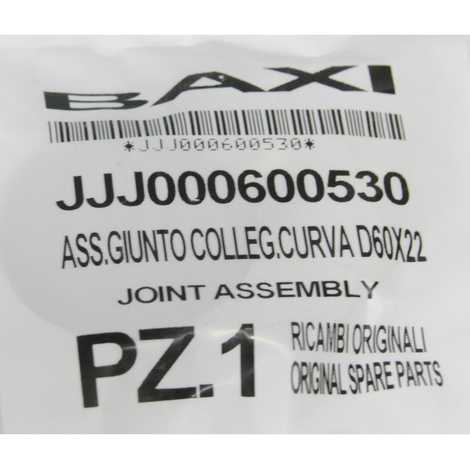 BAXI
*JJJ000600530*
JJJ000600530
ASS.GIUNTO COLLEG.CURVA D60X22
JOINT ASSEMBLY
PZ.1
RICAMBI ORIGINALI
ORIGINAL SPARE PARTS